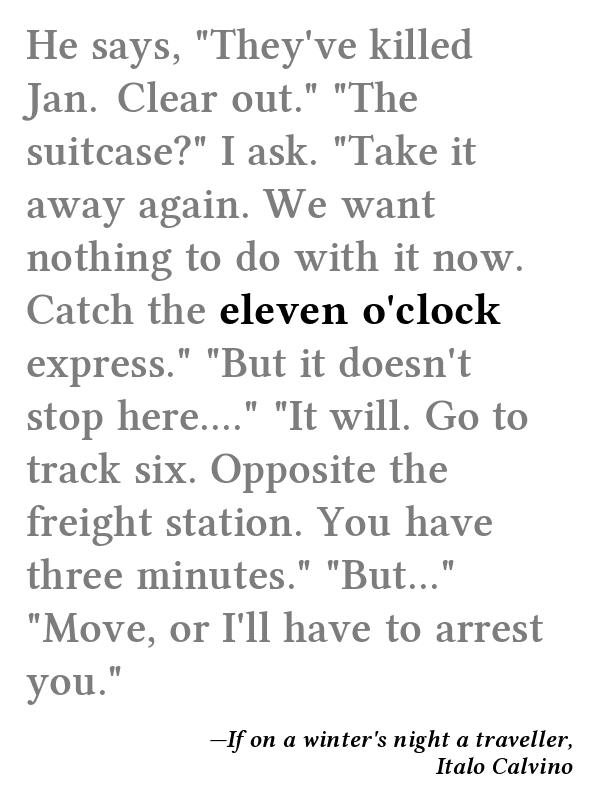 He says, "They've killed
Jan.  Clear out." "The
suitcase?" I ask. "Take it
away again. We want
nothing to do with it now.
Catch the eleven o'clock
express." "But it doesn't
stop here...." "It will. Go to
track six. Opposite the
freight station. You have
three minutes." "But..."
"Move, or I'll have to arrest
you."
—If on a winter's night a traveller,
Italo Calvino